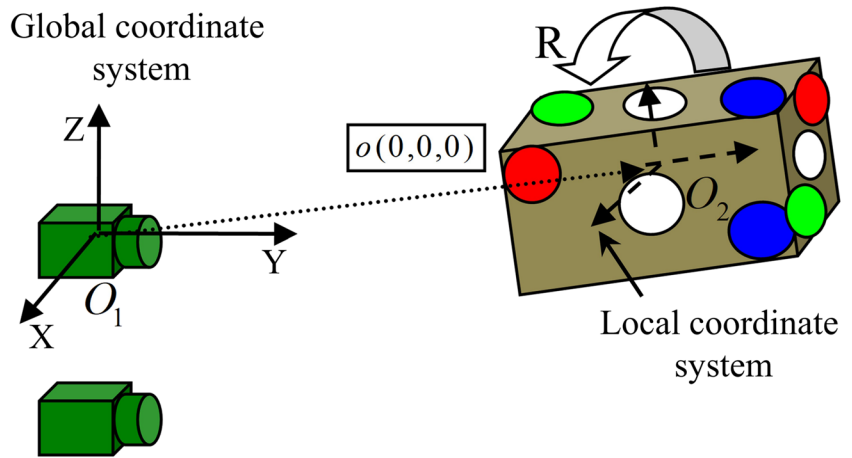 Global coordinate
system
R
Z
o(0,0,0)
O₂
Y
O₁
X
Local coordinate
system